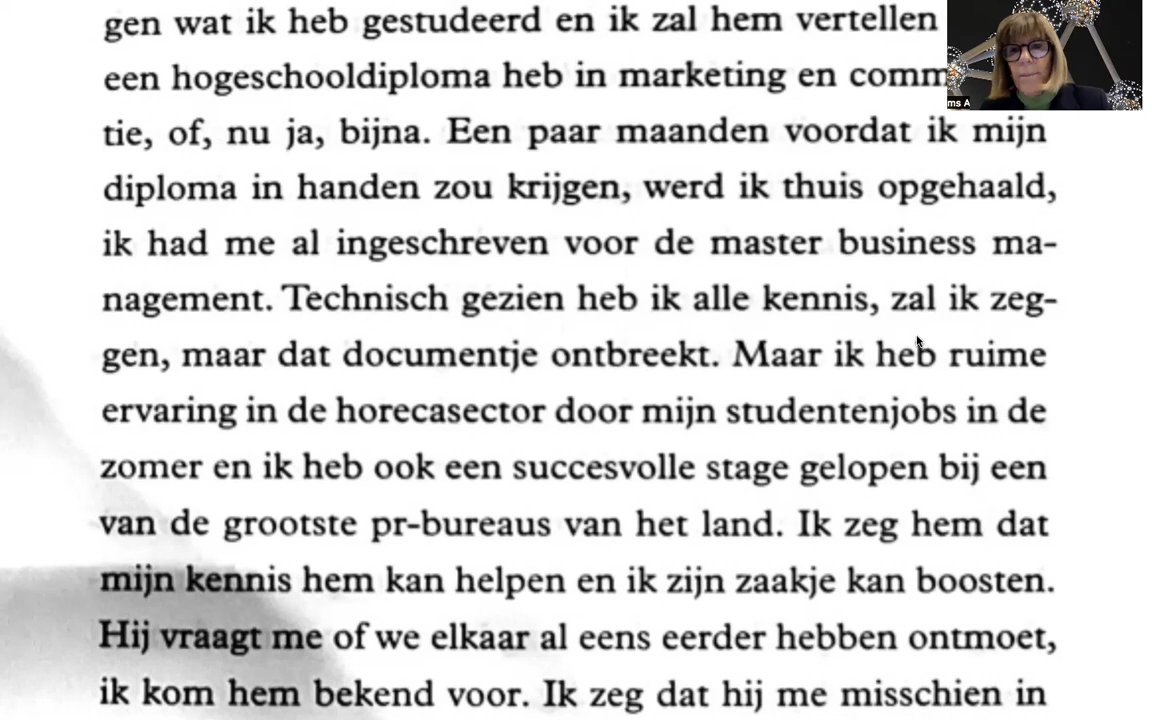 gen wat ik heb gestudeerd en ik zal hem vertellen
een hogeschooldiploma heb in marketing en comm
tie, of, nu ja, bijna. Een paar maanden voordat ik mijn
diploma in handen zou krijgen, werd ik thuis opgehaald,
ik had me al ingeschreven voor de master business ma-
nagement. Technisch gezien heb ik alle kennis, zal ik zeg-
gen, maar dat documentje ontbreekt. Maar ik heb ruime
ervaring in de horecasector door mijn studentenjobs in de
zomer en ik heb ook een succesvolle stage gelopen bij een
van de grootste pr-bureaus van het land. Ik zeg hem dat
mijn kennis hem kan helpen en ik zijn zaakje kan boosten.
Hij vraagt me of we elkaar al eens eerder hebben ontmoet,
ik kom hem bekend voor. Ik zeg dat hij me misschien in
ms A